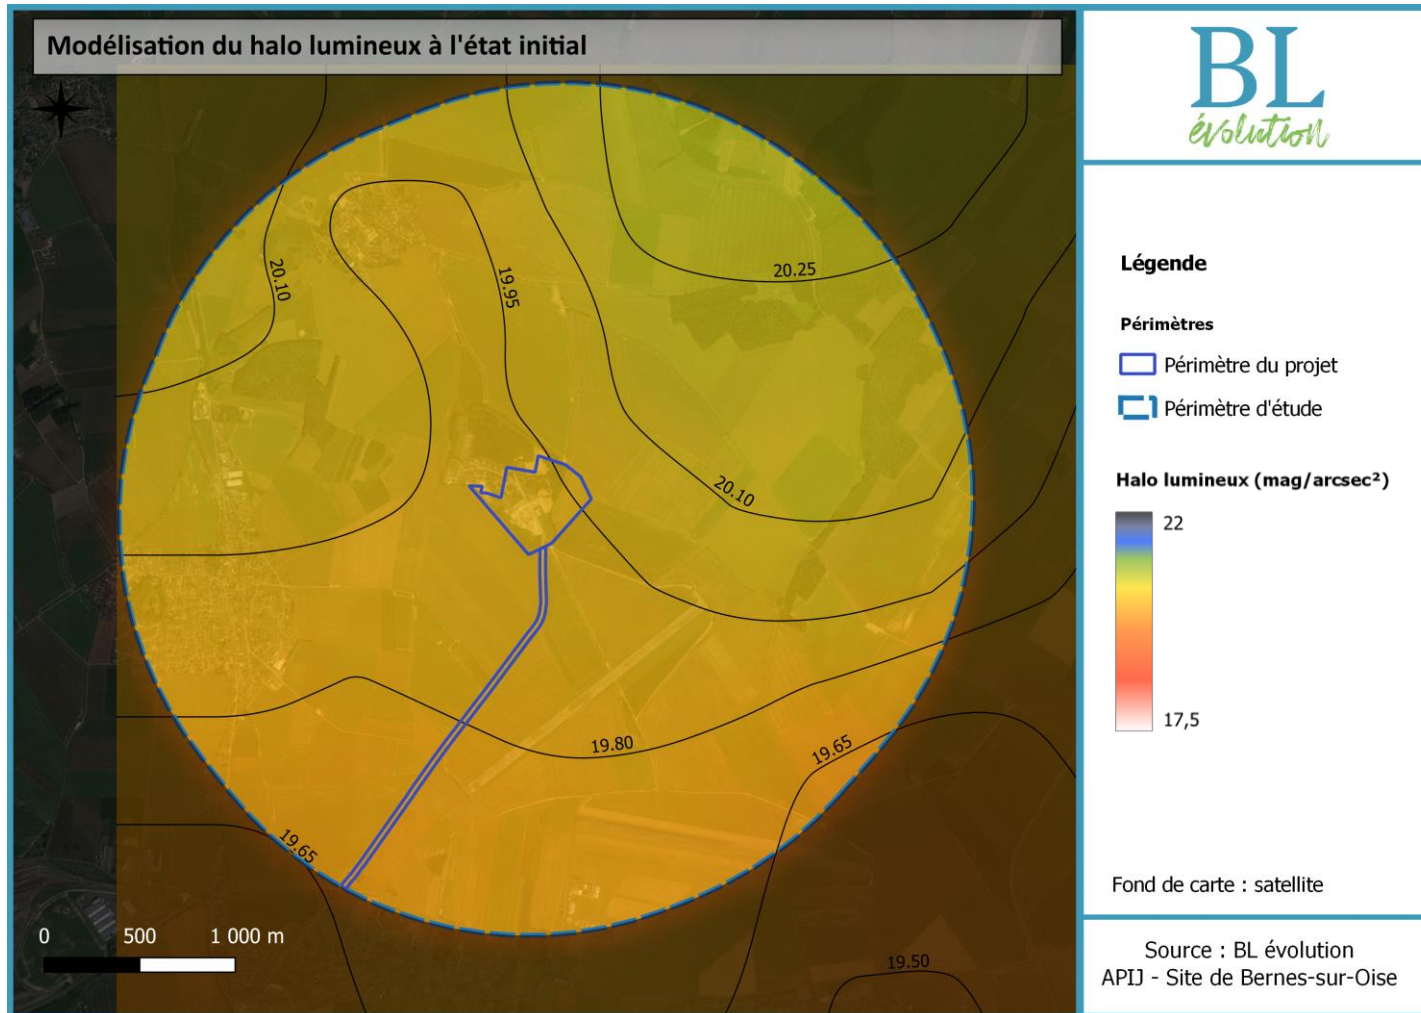 Modélisation du halo lumineux à l'état initial
BL
évolution
Légende
Périmètres
Périmètre du projet
Périmètre d'étude
Halo lumineux (mag/arcsec²)
22
17,5
Fond de carte : satellite
Source : BL évolution
APIJ - Site de Bernes-sur-Oise
20.10
19.95
20.25
20.10
19.80
19.65
19.65
19.50
0 500 1 000 m